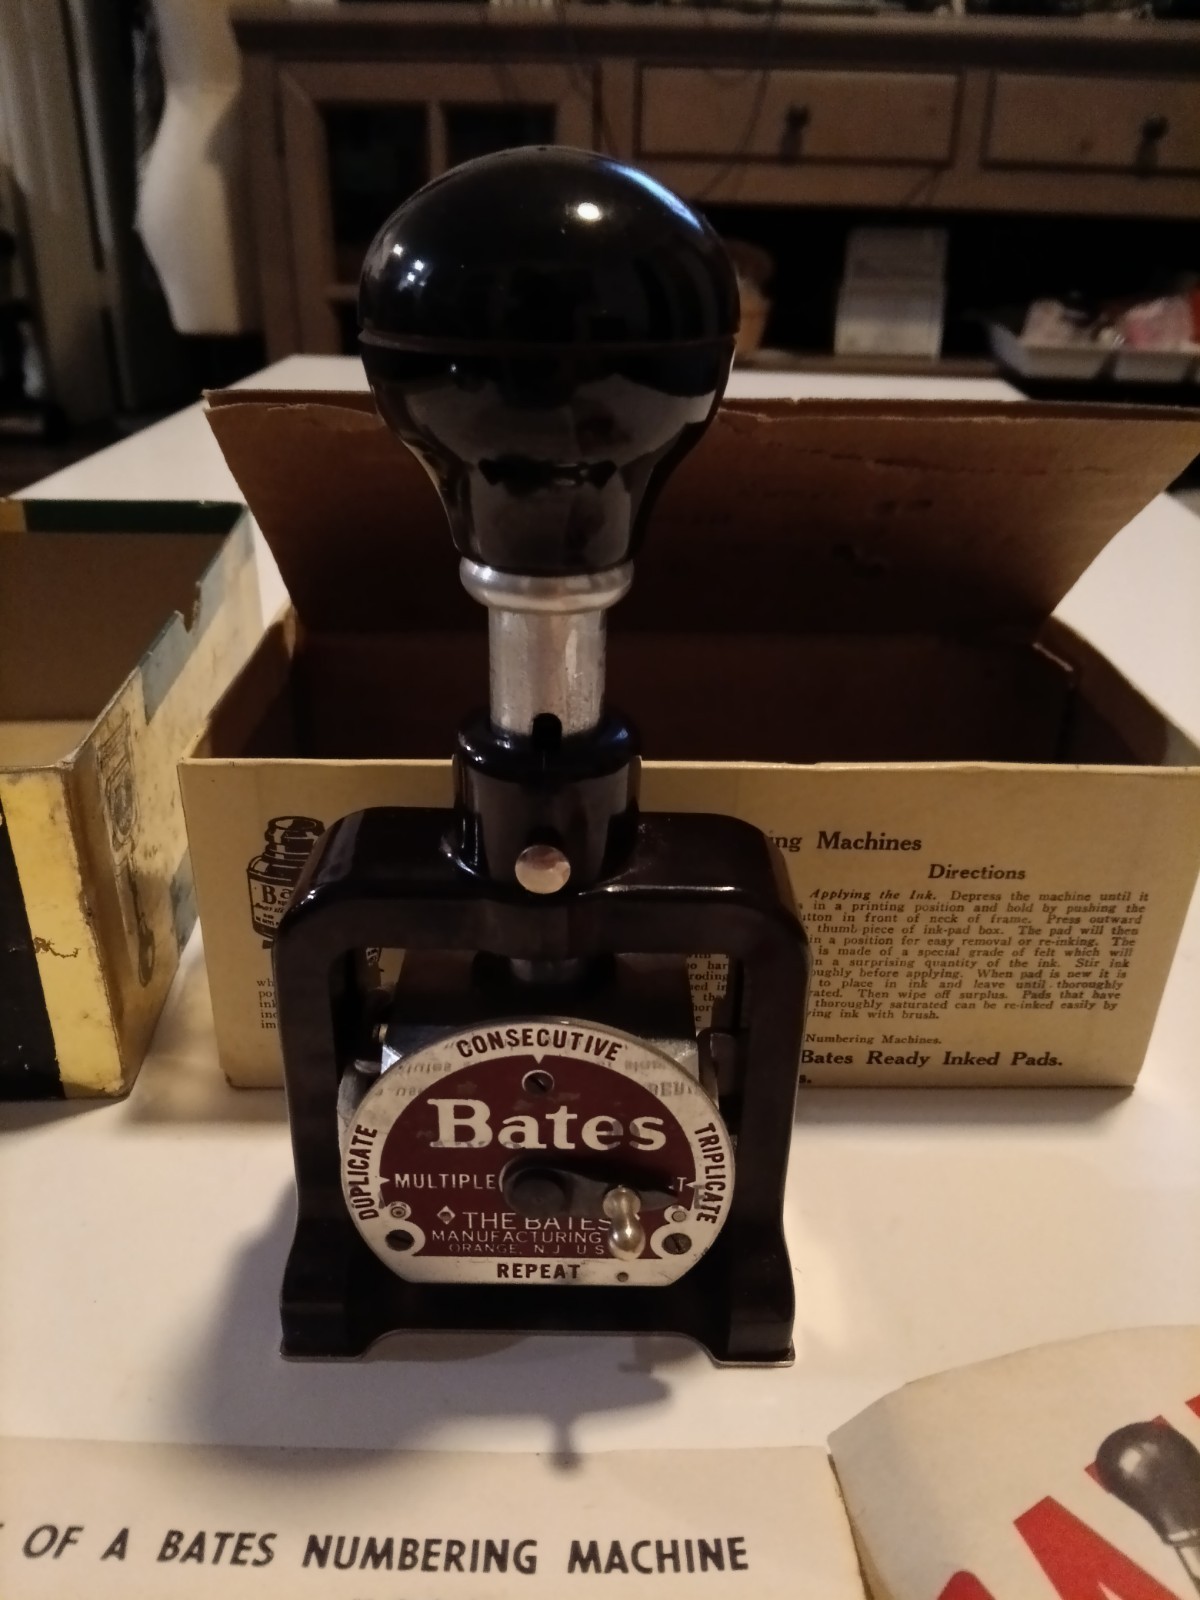 Ba
ing Machines
Directions
Applying the Ink. Depress the machine until it
in a printing position and hold by pushing the
tton in front of neck of frame. Press outward
thumb piece of ink-pad box. The pad will then
in a position for easy removal or re-inking. The
is made of a special grade of felt which will
n a surprising quantity of the ink. Stir ink
oughly before applying. When pad is new it is
to place in ink and leave until thoroughly
rated. Then wipe off surplus. Pads that have
thoroughly saturated can be re-inked easily by
ying ink with brush.
Numbering Machines.
Bates Ready Inked Pads.
CONSECUTIVE
Bates
DUPLICATE
MULTIPLE
T
TRIPLICATE
THE BATES
MANUFACTURING
ORANGE, N J U S
REPEAT
OF A BATES NUMBERING MACHINE